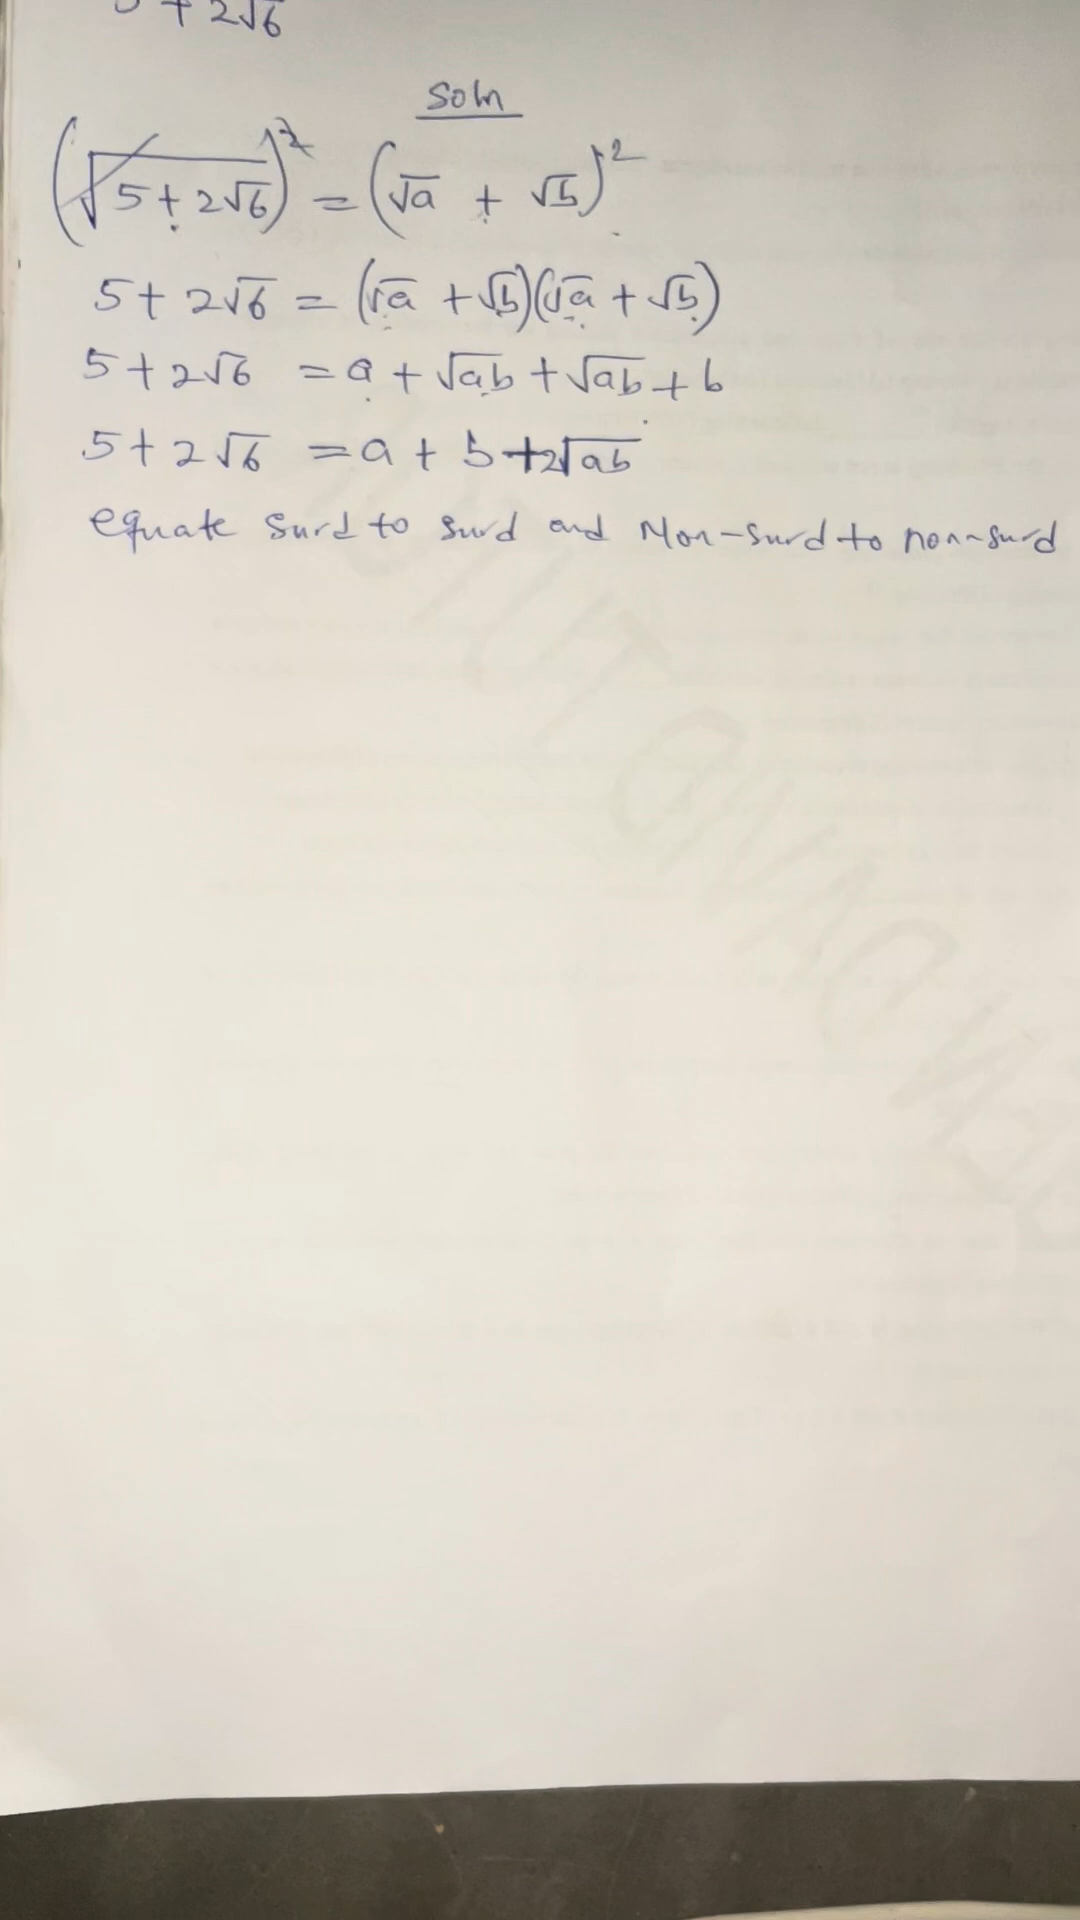 5 + 2√6
Soln
(√(5 + 2√6))² = (√a + √b)²
5 + 2√6 = (√a + √b)(√a + √b)
5 + 2√6 = a + √ab + √ab + b
5 + 2√6 = a + b + 2√ab
equate surd to surd and Non-surd to non-surd